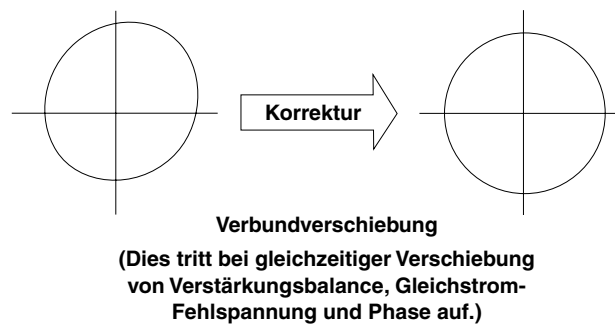 Korrektur
Verbundverschiebung
(Dies tritt bei gleichzeitiger Verschiebung
von Verstärkungsbalance, Gleichstrom-
Fehlspannung und Phase auf.)